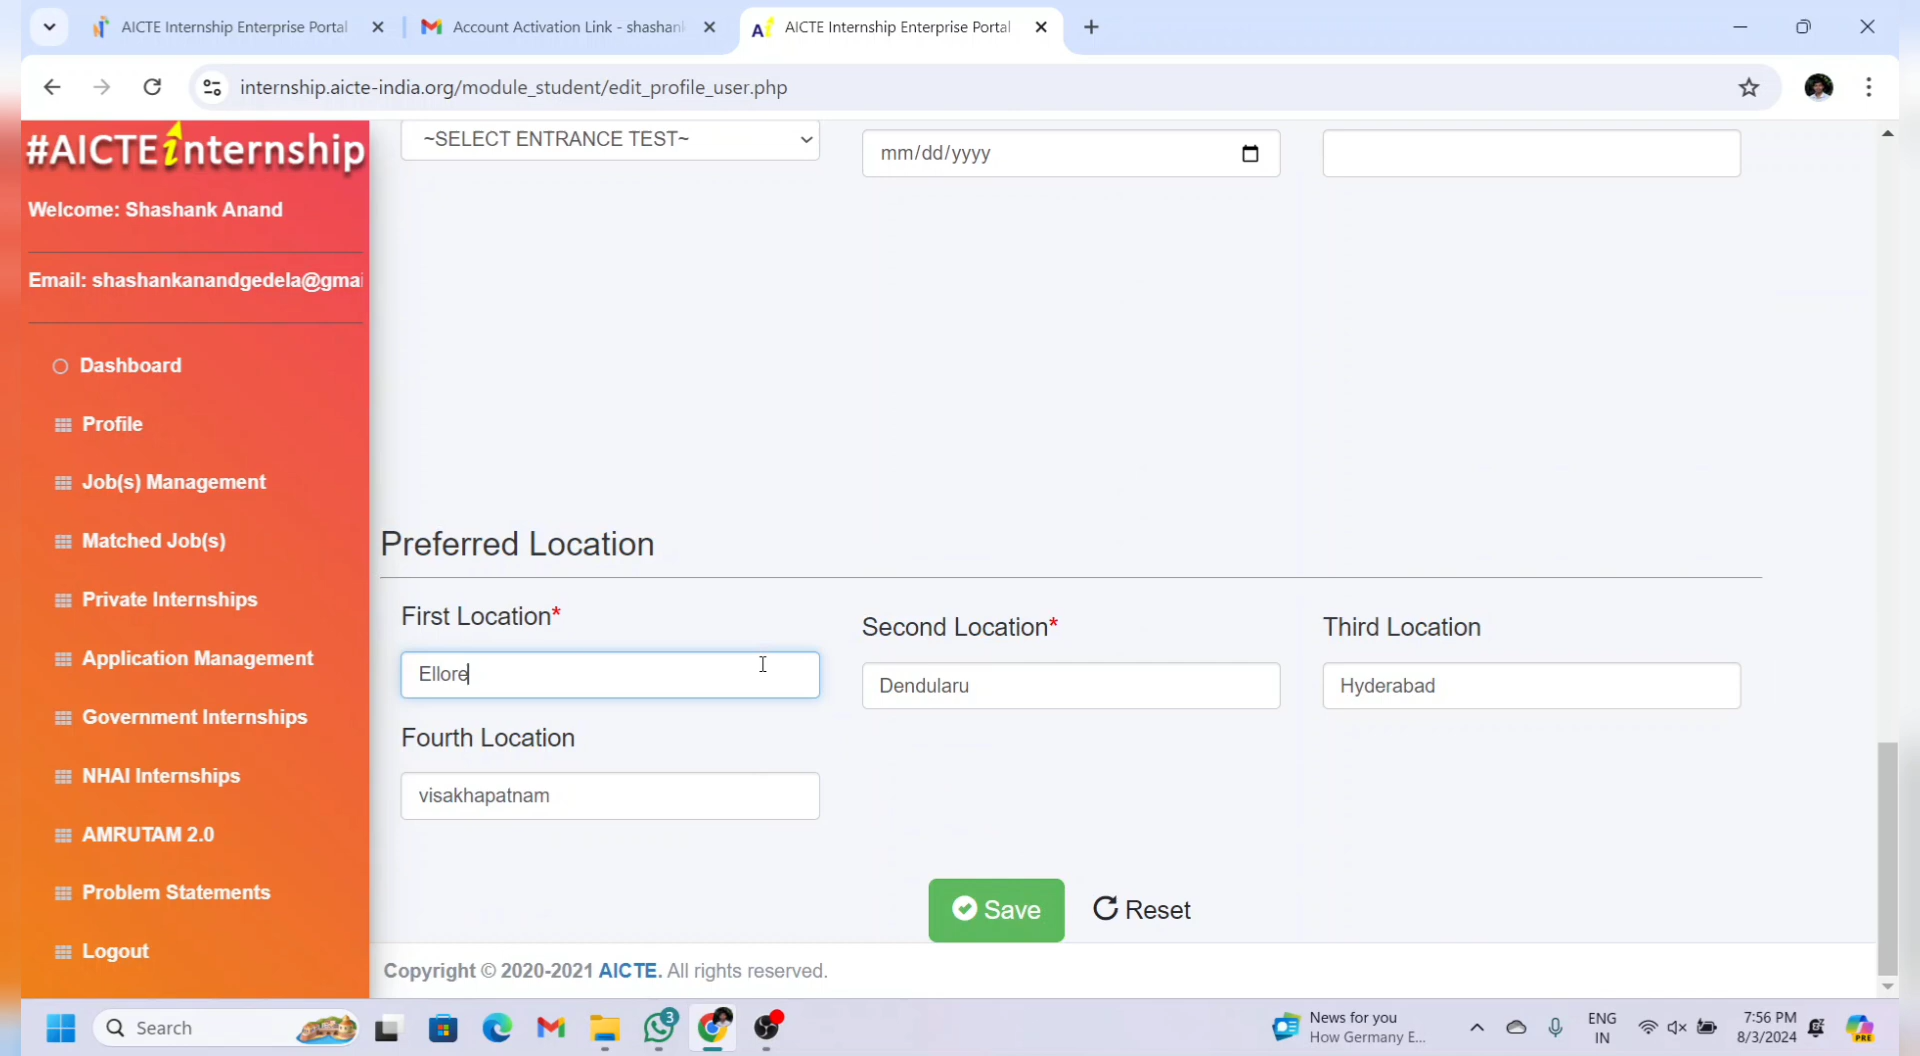 AICTE Internship Enterprise Portal
Account Activation Link - shashan
AICTE Internship Enterprise Portal
internship.aicte-india.org/module_student/edit_profile_user.php
#AICTE internship
Welcome: Shashank Anand
Email: shashankanandgedela@gmai
Dashboard
Profile
Job(s) Management
Matched Job(s)
Private Internships
Application Management
Government Internships
NHAI Internships
AMRUTAM 2.0
Problem Statements
Logout
~SELECT ENTRANCE TEST~
mm/dd/yyyy
Preferred Location
First Location*
Ellore
Second Location*
Dendularu
Third Location
Hyderabad
Fourth Location
visakhapatnam
Save
Reset
Copyright © 2020-2021 AICTE. All rights reserved.
Search
3
News for you
How Germany E...
ENG
IN
7:56 PM
8/3/2024
PRE